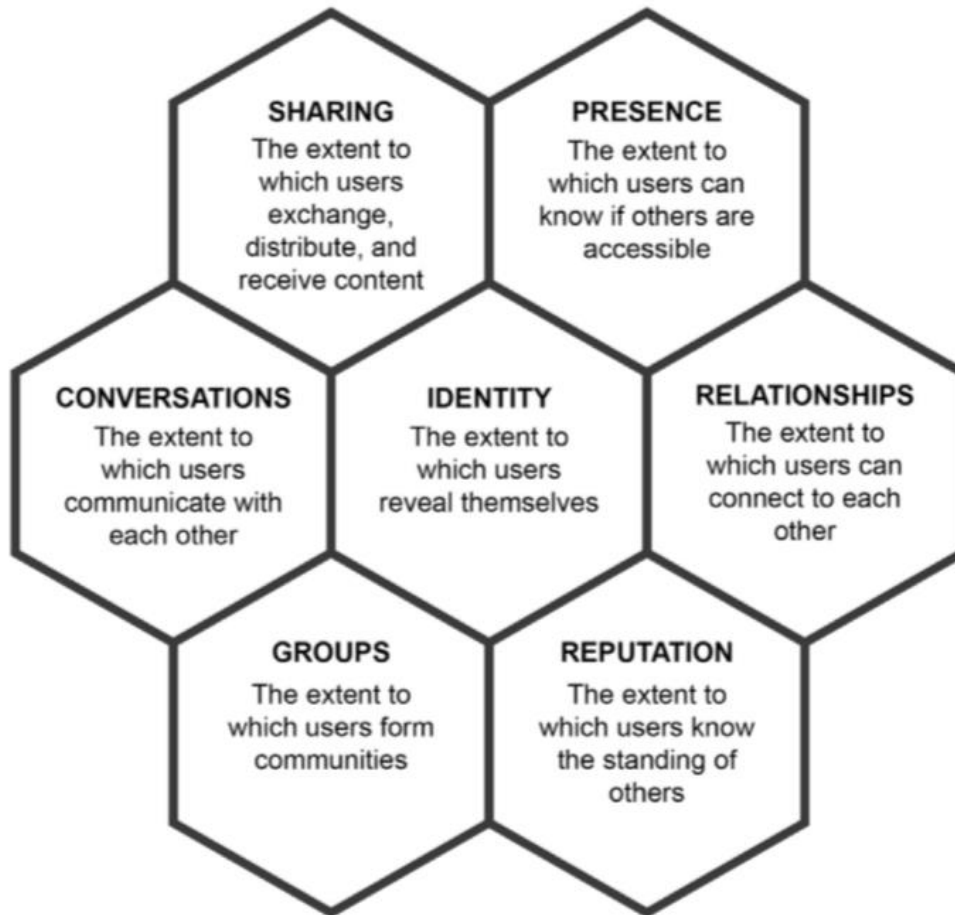 SHARING
The extent to
which users
exchange,
distribute, and
receive content
PRESENCE
The extent to
which users can
know if others are
accessible
CONVERSATIONS
The extent to
which users
communicate with
each other
IDENTITY
The extent to
which users
reveal themselves
RELATIONSHIPS
The extent to
which users can
connect to each
other
GROUPS
The extent to
which users form
communities
REPUTATION
The extent to
which users know
the standing of
others